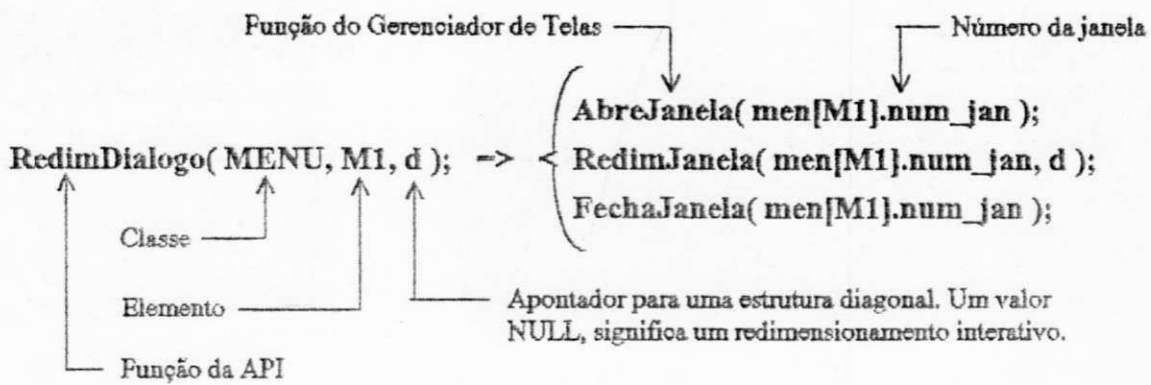 Função do Gerenciador de Telas
Número da janela
AbreJanela( men[M1].num_jan );
RedimDialogo( MENU, M1, d ); -> RedimJanela( men[M1].num_jan, d );
FechaJanela( men[M1].num_jan );
Classe
Elemento
Apontador para uma estrutura diagonal. Um valor
NULL, significa um redimensionamento interativo.
Função da API